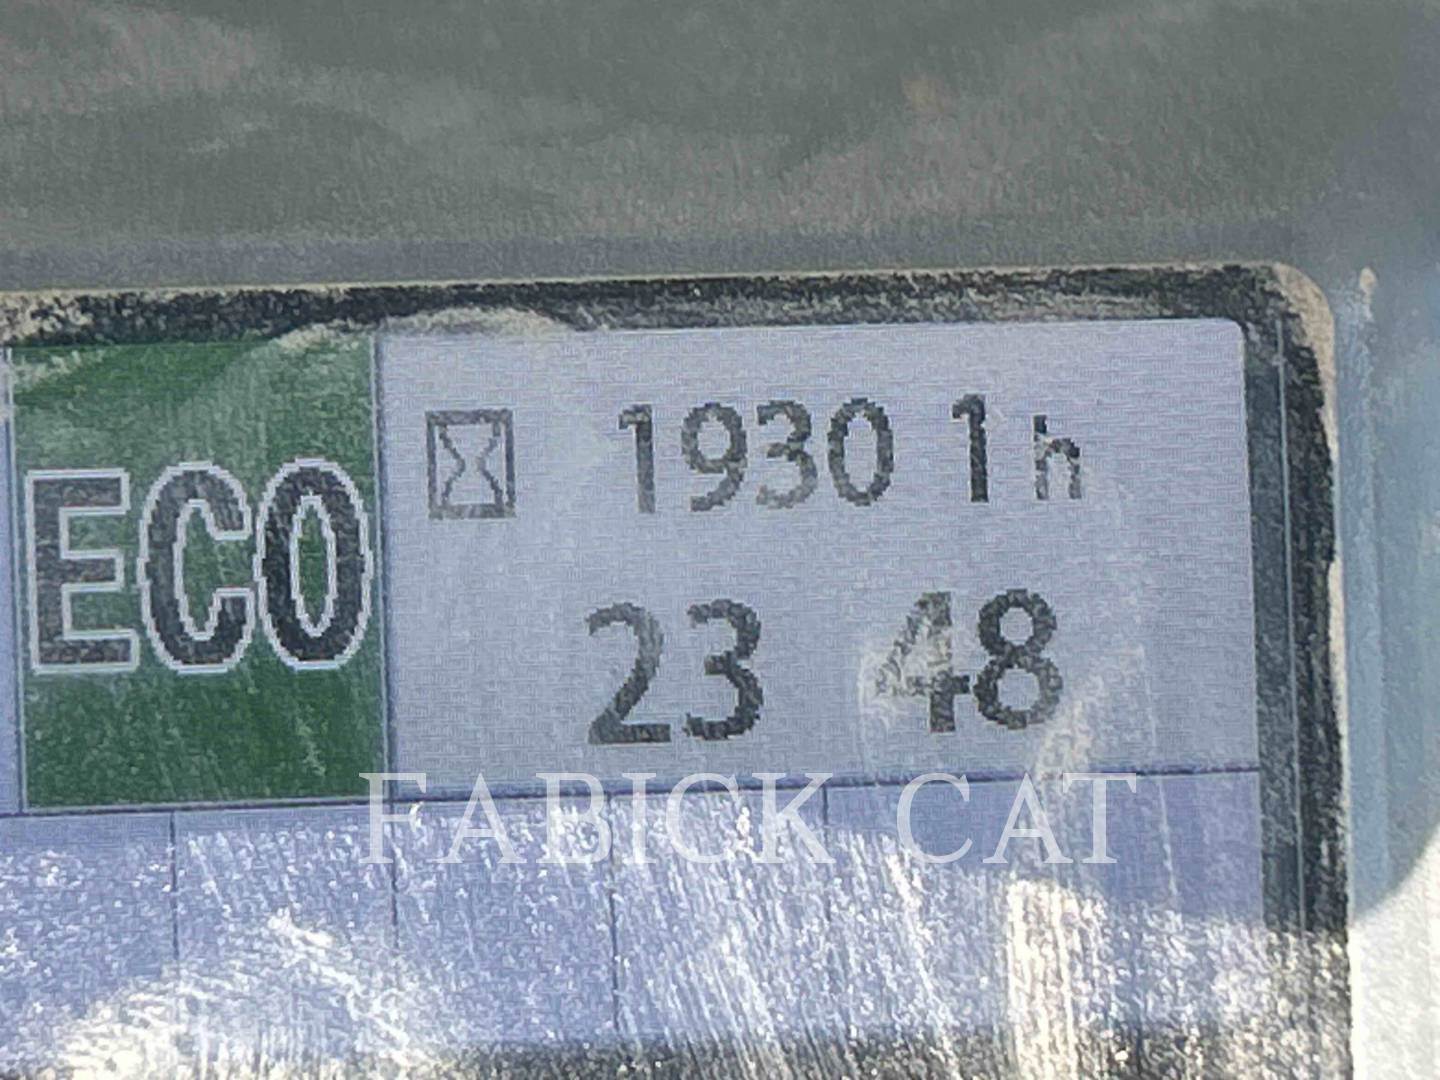 ECO
1930 1 h
23 48
FABICK CAT